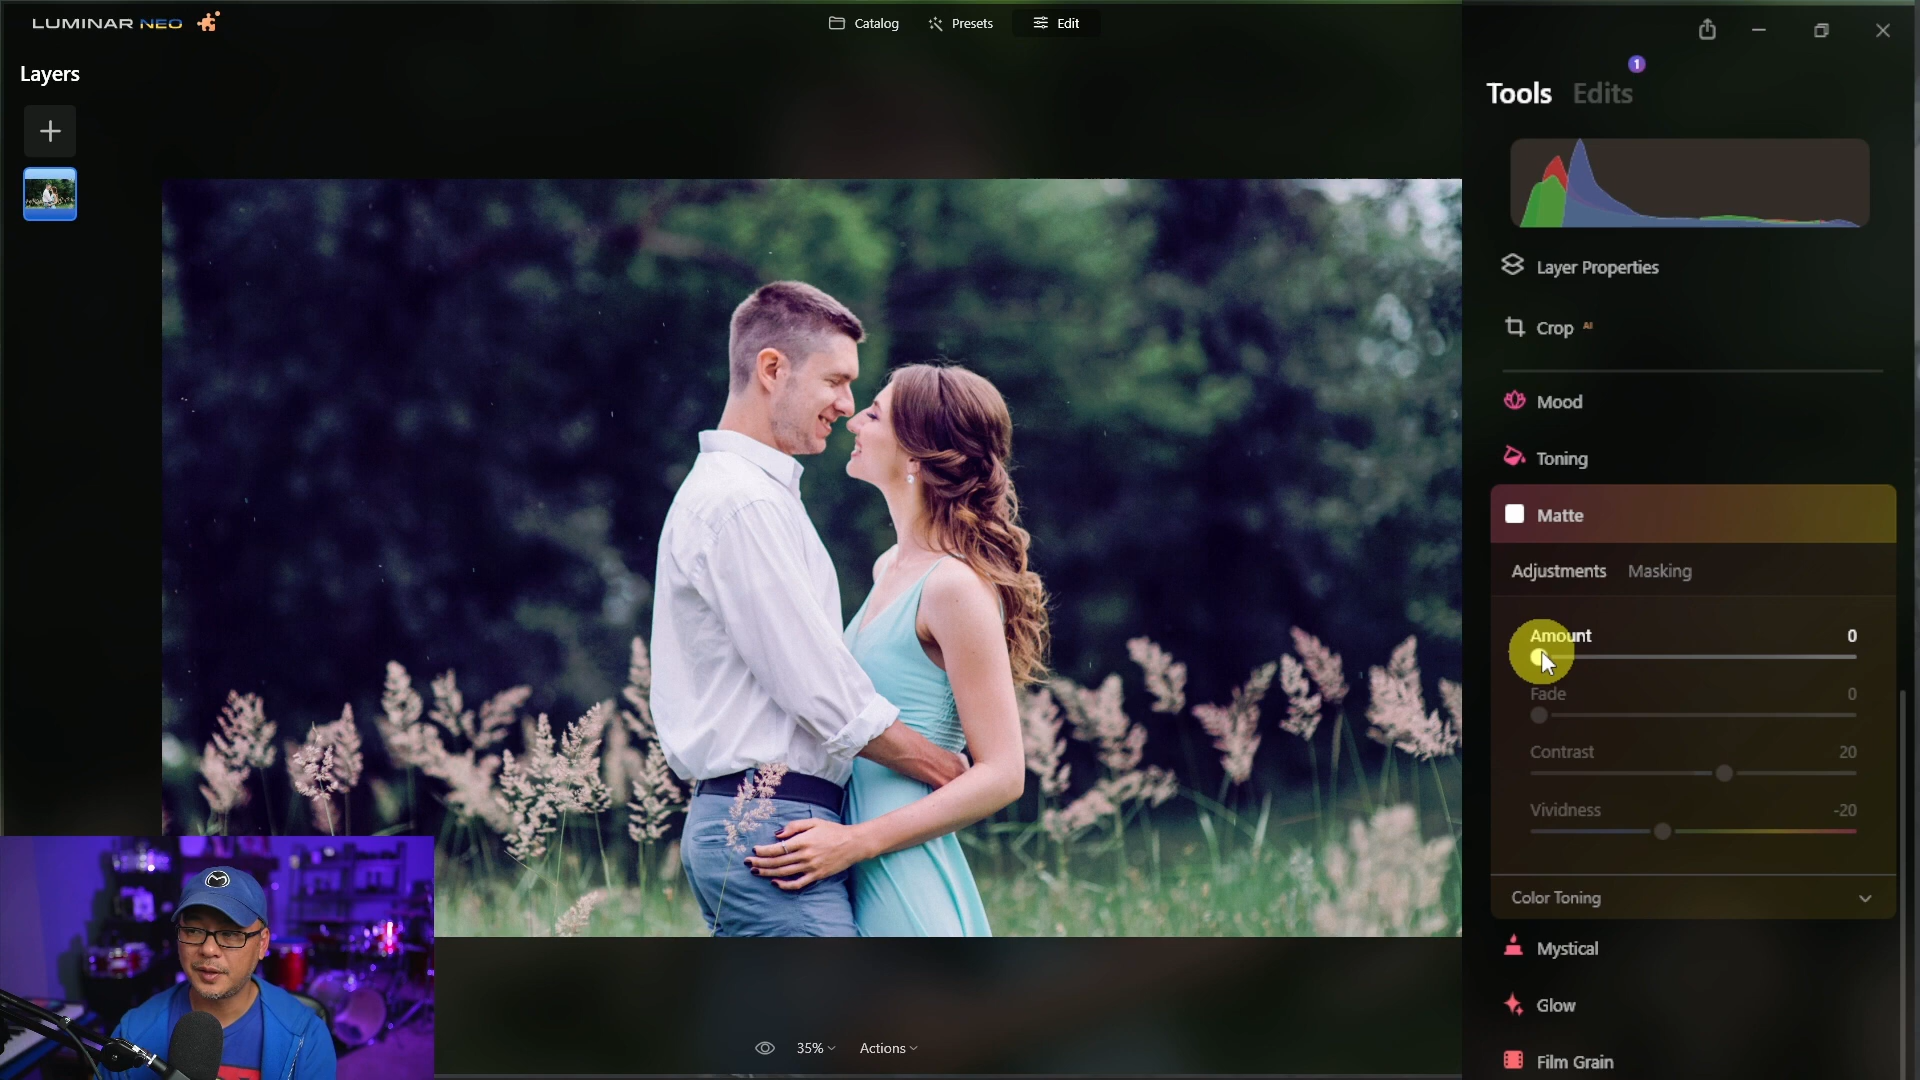 LUMINAR NEO
Catalog
Presets
Edit
Layers
1
Tools
Edits
Layer Properties
Crop AI
Mood
Toning
Matte
Adjustments
Masking
Amount 0
Fade 0
Contrast 20
Vividness -20
Color Toning
Mystical
Glow
Film Grain
35%
Actions